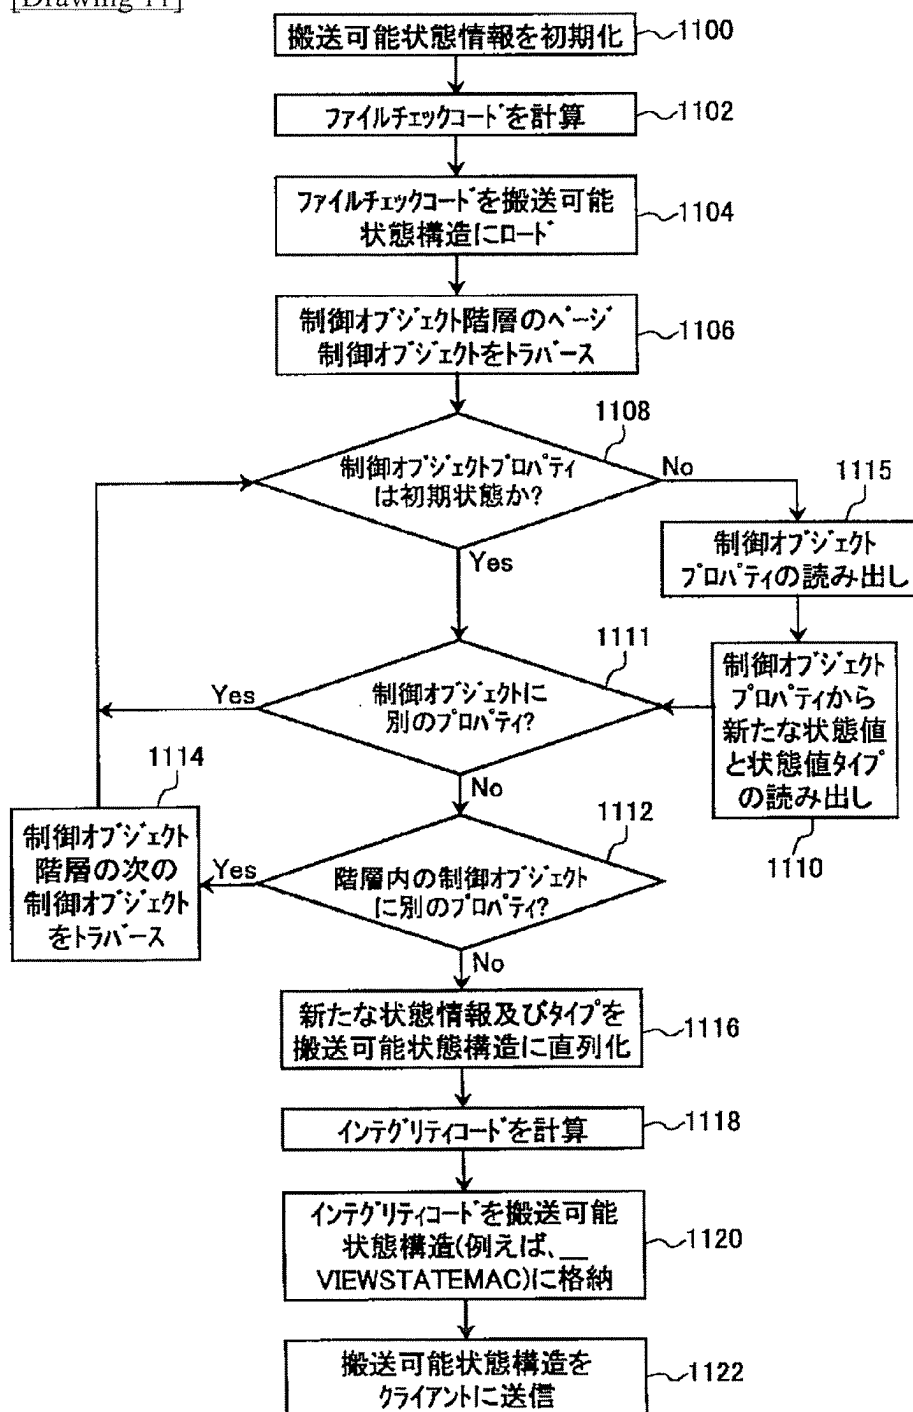 [Drawing 11]
搬送可能状態情報を初期化
1100
ファイルチェックコードを計算
1102
ファイルチェックコードを搬送可能
状態構造にロード
1104
制御オブジェクト階層のページ
制御オブジェクトをトラバース
1106
1108
制御オブジェクトプロパティ
は初期状態か?
No
Yes
1115
制御オブジェクト
プロパティの読み出し
1111
制御オブジェクトに
別のプロパティ?
Yes
No
制御オブジェクト
プロパティから
新たな状態値
と状態値タイプ
の読み出し
1110
1114
制御オブジェクト
階層の次の
制御オブジェクト
をトラバース
1112
階層内の制御オブジェクト
に別のプロパティ?
Yes
No
新たな状態情報及びタイプを
搬送可能状態構造に直列化
1116
インテグリティコードを計算
1118
インテグリティコードを搬送可能
状態構造(例えば、__
VIEWSTATEMAC)に格納
1120
搬送可能状態構造を
クライアントに送信
1122